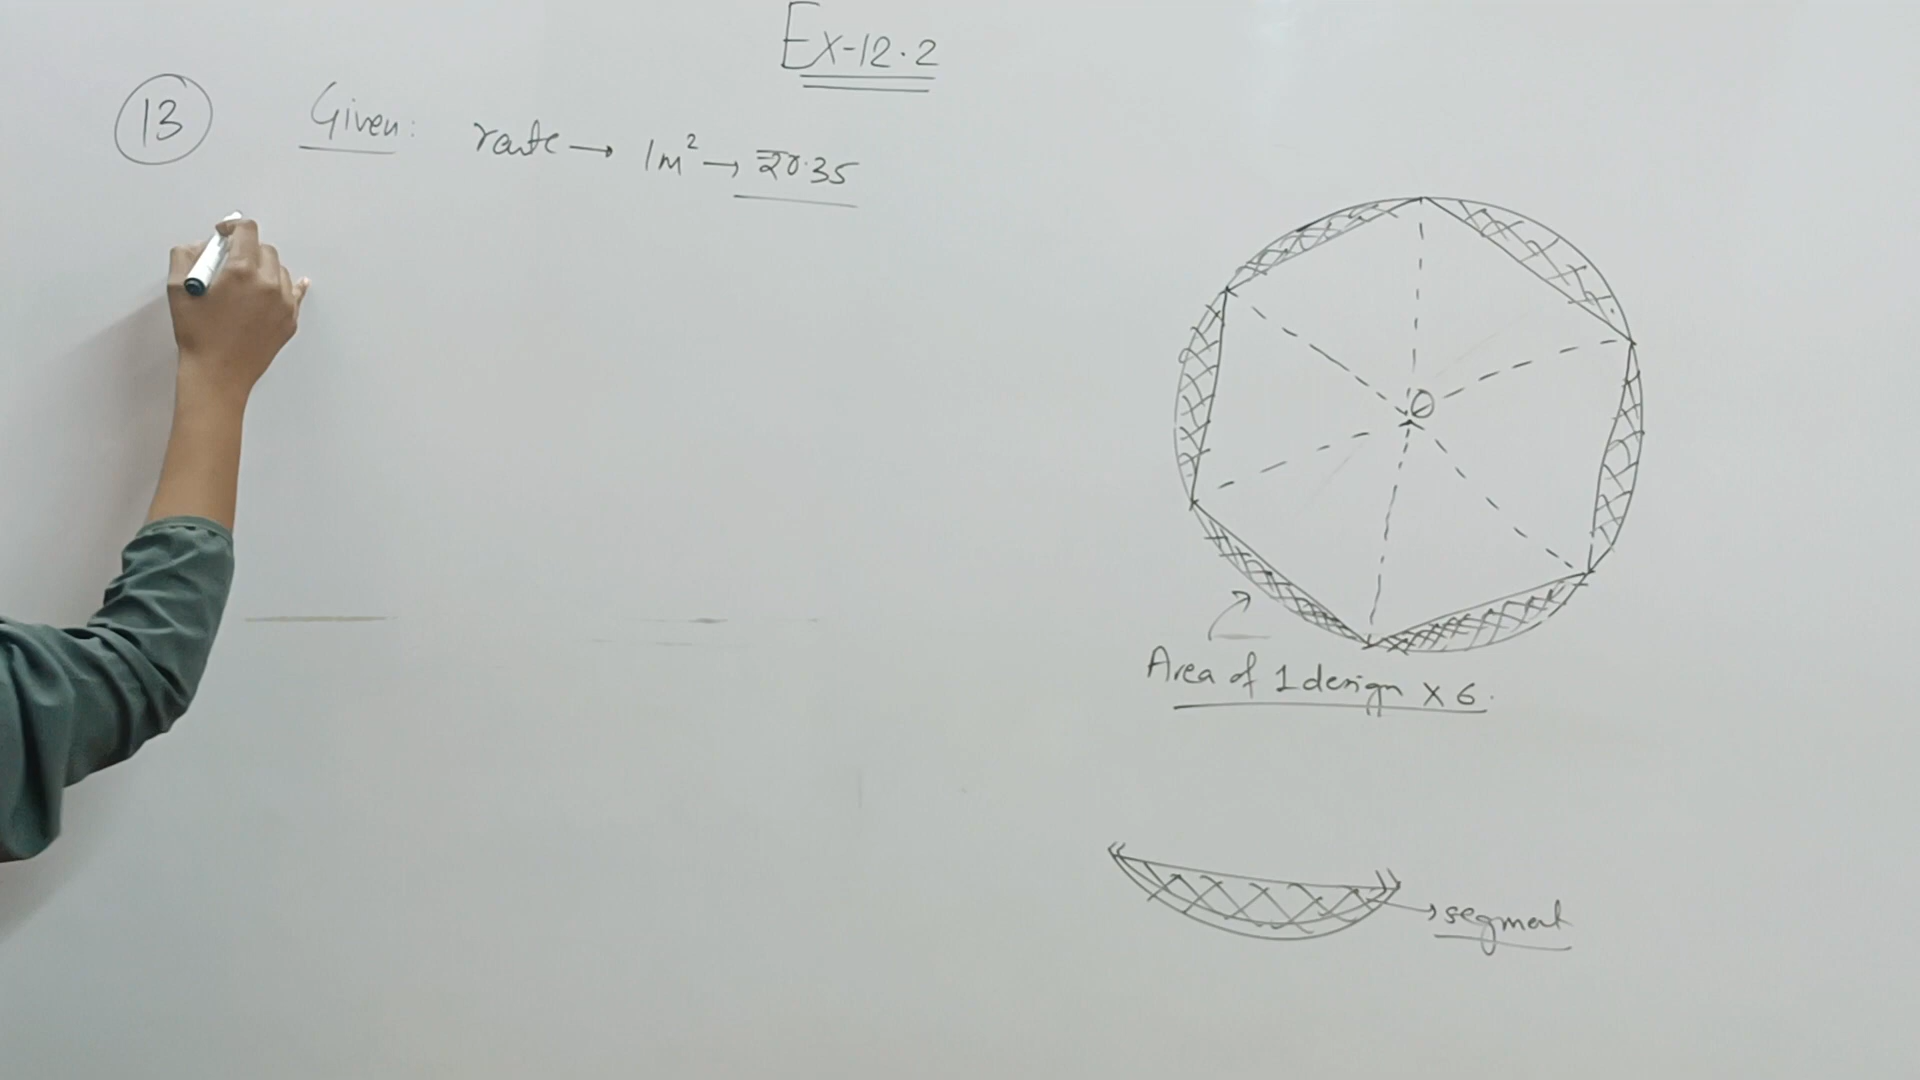 Ex-12.2
13 Given: rate → 1m² → ₹0.35
O
Area of 1 design × 6.
→ segment